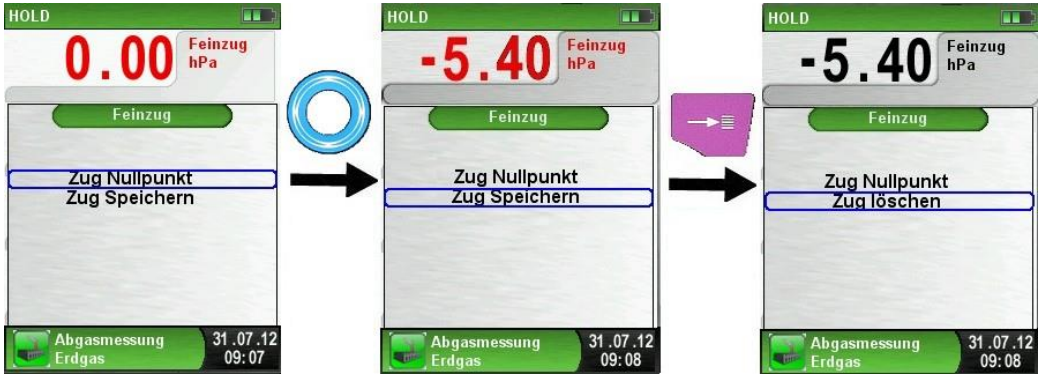 HOLD
0.00
Feinzug
hPa
Feinzug
Zug Nullpunkt
Zug Speichern
Abgasmessung
Erdgas
31.07.12
09:07
HOLD
-5.40
Feinzug
hPa
Feinzug
Zug Nullpunkt
Zug Speichern
Abgasmessung
Erdgas
31.07.12
09:08
HOLD
-5.40
Feinzug
hPa
Feinzug
Zug Nullpunkt
Zug löschen
Abgasmessung
Erdgas
31.07.12
09:08